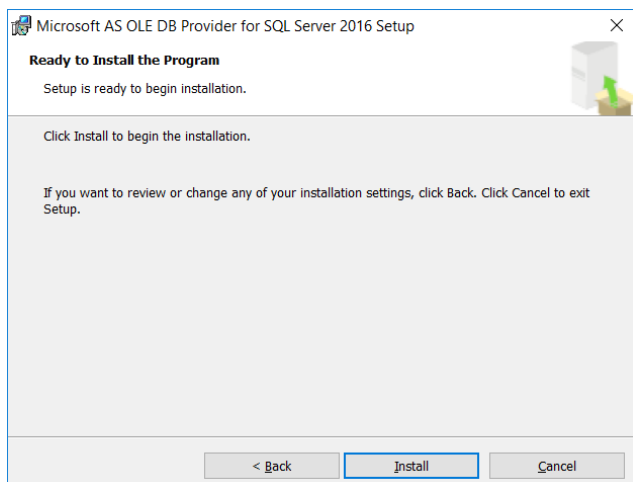 Microsoft AS OLE DB Provider for SQL Server 2016 Setup
Ready to Install the Program
Setup is ready to begin installation.
Click Install to begin the installation.
If you want to review or change any of your installation settings, click Back. Click Cancel to exit
Setup.
< Back
Install
Cancel